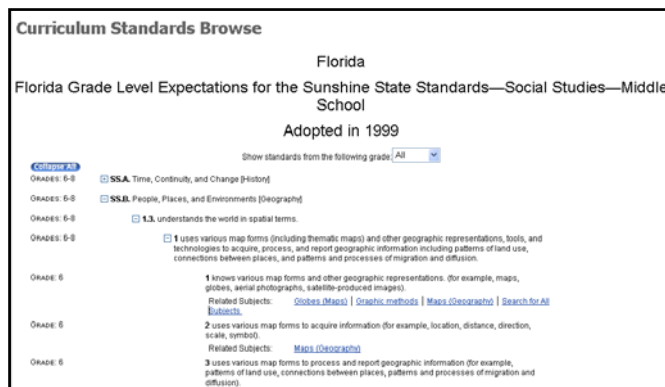 Curriculum Standards Browse
Florida
Florida Grade Level Expectations for the Sunshine State Standards—Social Studies—Middle
School
Adopted in 1999
Show standards from the following grade: All
Collapse All
GRADES: 6-8 SS.A. Time, Continuity, and Change [History]
GRADES: 6-8 SS.B. People, Places, and Environments [Geography]
GRADES: 6-8 1.3. understands the world in spatial terms.
GRADES: 6-8 1 uses various map forms (including thematic maps) and other geographic representations, tools, and
technologies to acquire, process, and report geographic information including patterns of land use,
connections between places, and patterns and processes of migration and diffusion.
GRADE: 6 1 knows various map forms and other geographic representations. (for example, maps,
globes, aerial photographs, satellite-produced images).
Related Subjects: Globes (Maps) | Graphic methods | Maps (Geography) | Search for All
Subjects
GRADE: 6 2 uses various map forms to acquire information (for example, location, distance, direction,
scale, symbol).
Related Subjects: Maps (Geography)
GRADE: 6 3 uses various map forms to process and report geographic information (for example,
patterns of land use, connections between places, patterns and processes of migration and
diffusion).